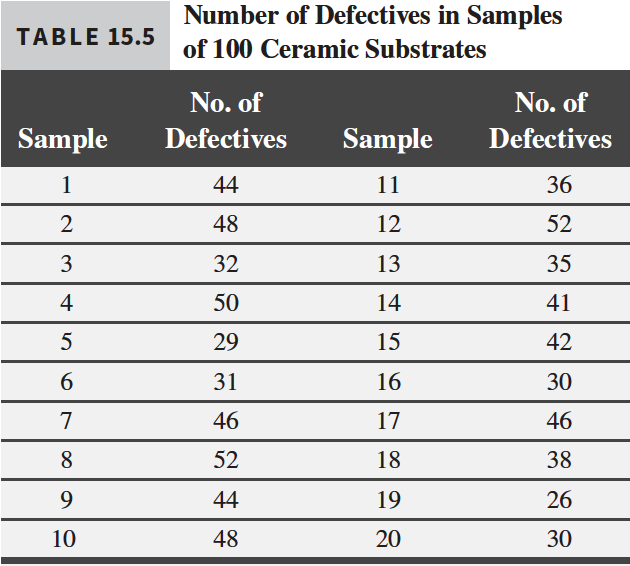 TABLE 15.5
Number of Defectives in Samples
of 100 Ceramic Substrates
Sample No. of Defectives Sample No. of Defectives
1 44 11 36
2 48 12 52
3 32 13 35
4 50 14 41
5 29 15 42
6 31 16 30
7 46 17 46
8 52 18 38
9 44 19 26
10 48 20 30